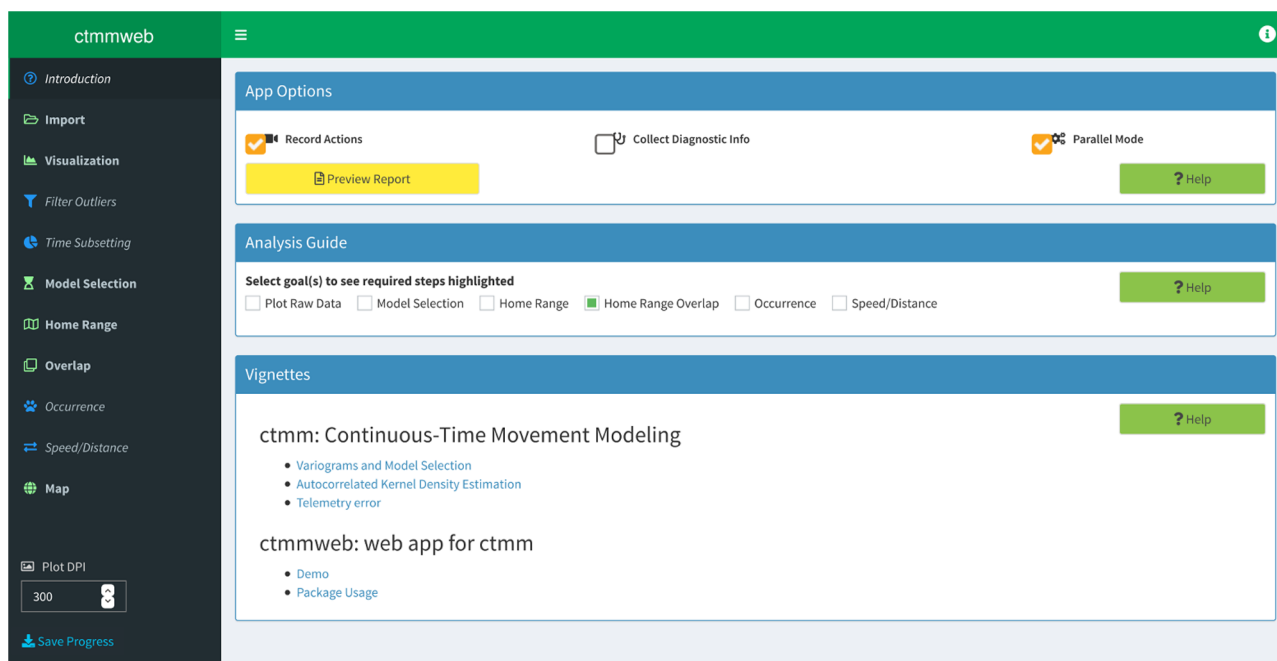 ctmmweb
Introduction
Import
Visualization
Filter Outliers
Time Subsetting
Model Selection
Home Range
Overlap
Occurrence
Speed/Distance
Map
Plot DPI
300
Save Progress
App Options
Record Actions Collect Diagnostic Info Parallel Mode
Preview Report ? Help
Analysis Guide
Select goal(s) to see required steps highlighted
? Help
Plot Raw Data Model Selection Home Range Home Range Overlap Occurrence Speed/Distance
Vignettes
? Help
ctmm: Continuous-Time Movement Modeling
• Variograms and Model Selection
• Autocorrelated Kernel Density Estimation
• Telemetry error
ctmmweb: web app for ctmm
• Demo
• Package Usage